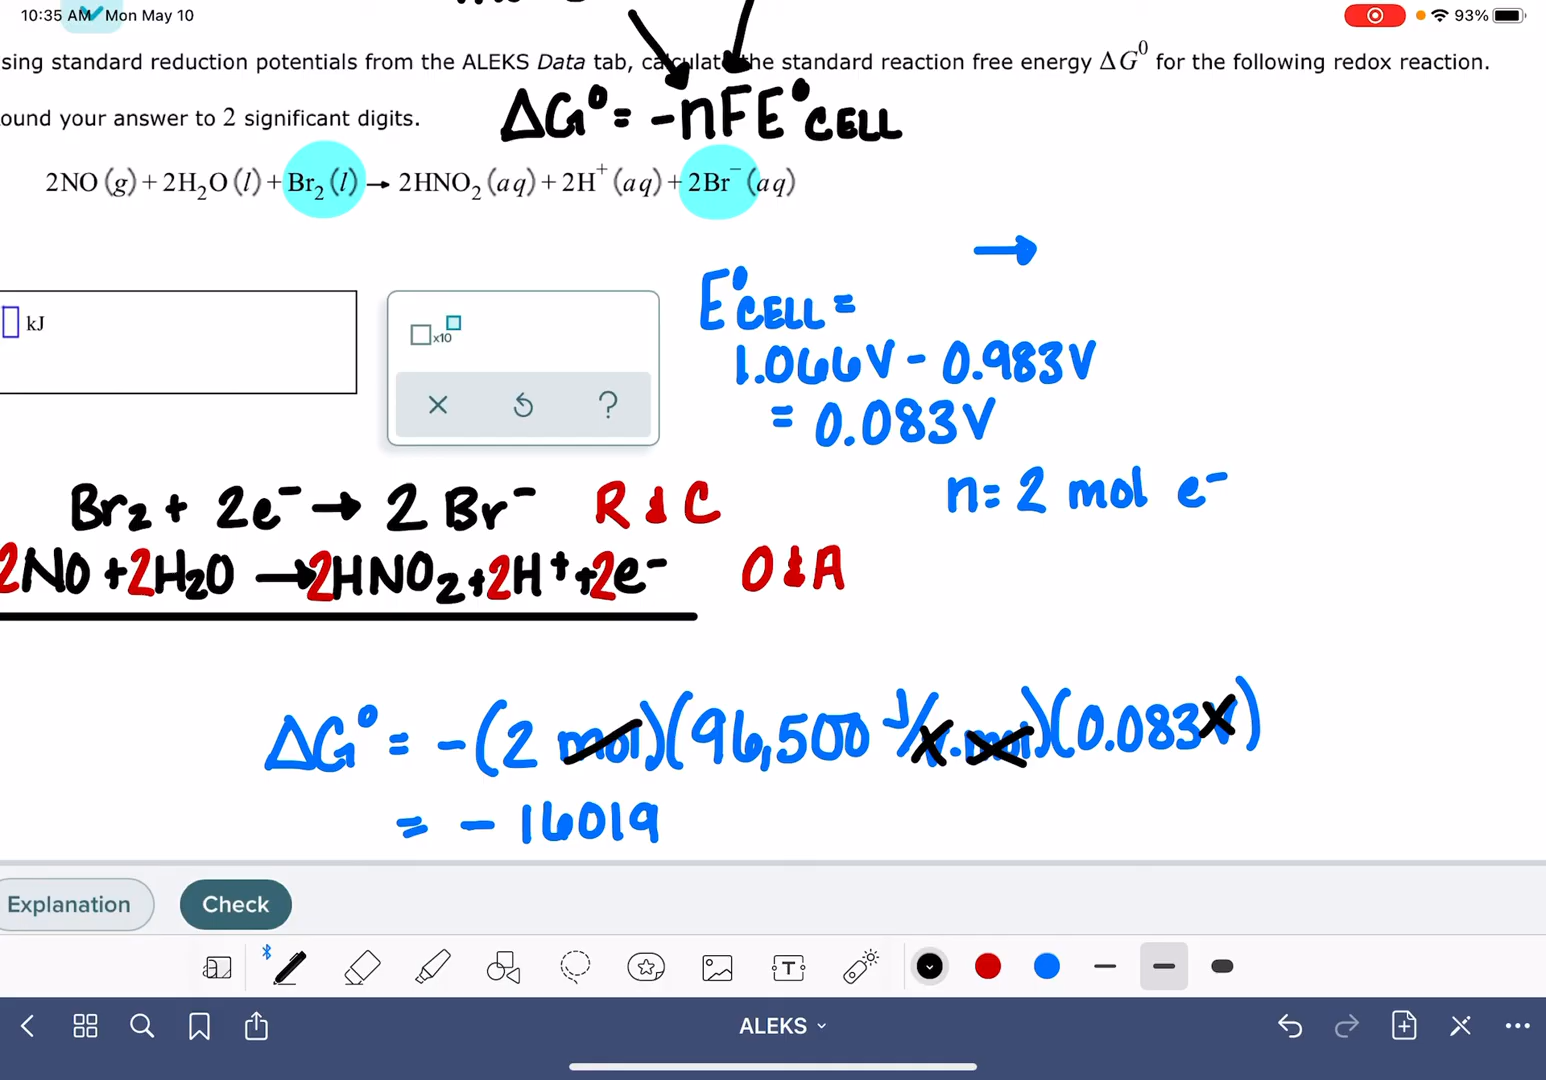 10:35 AM Mon May 10
93%
sing standard reduction potentials from the ALEKS Data tab, calculate the standard reaction free energy ΔG⁰ for the following redox reaction.
ound your answer to 2 significant digits.
ΔG° = -nFE°CELL
2NO (g) + 2H₂O (l) + Br₂ (l) → 2HNO₂ (aq) + 2H⁺ (aq) + 2Br⁻ (aq)
→
E°CELL =
kJ
x10
1.066V - 0.983V
= 0.083V
n = 2 mol e⁻
Br₂ + 2e⁻ → 2 Br⁻ R & C
2NO + 2H₂O → 2HNO₂ + 2H⁺ + 2e⁻ O & A
ΔG° = -(2 mol)(96,500 J/V.mol)(0.083V)
= - 16019
Explanation
Check
ALEKS